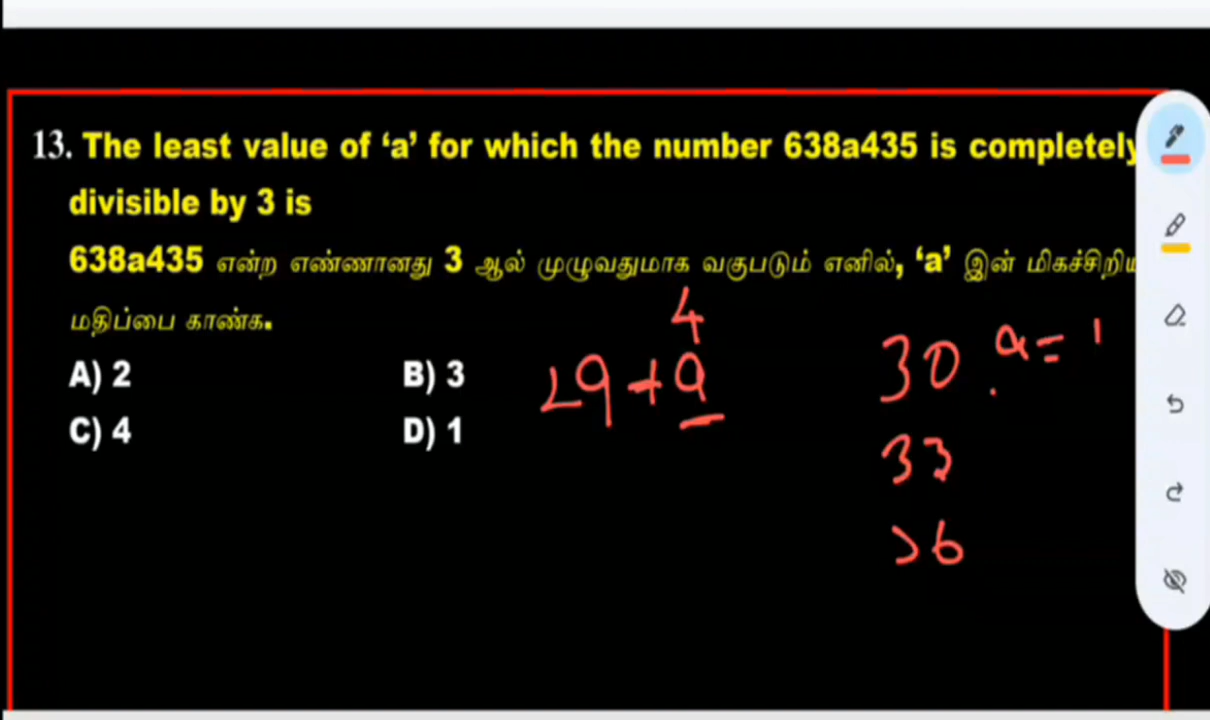 13. The least value of ‘a’ for which the number 638a435 is completely
divisible by 3 is
638a435 என்ற எண்ணானது 3 ஆல் முழுவதுமாக வகுபடும் எனில், ‘a’ இன் மிகச்சிறிய
மதிப்பை காண்க.
A) 2 B) 3
C) 4 D) 1
4
29+a
30 a=1
33
36